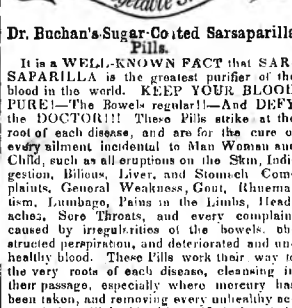 Dr. Buchan's Sugar-Coated Sarsaparilla
Pills.
It is a WELL-KNOWN FACT that SAR
SAPARILLA is the greatest purifier of the
blood in the world. KEEP YOUR BLOOD
PURE!—The Bowels regular!!—And DEFY
the DOCTOR!!! These Pills strike at the
root of each disease, and are for the cure o
every ailment incidental to Man Woman an
Child, such as all eruptions on the Skin, Indi
gestion, Bilious, Liver, and Stomach Com
plaints, General Weakness, Gout, Rheuma
tism, Lumbago, Pains in the Limbs, Head
aches, Sore Throats, and every complain
caused by irregularities of the bowels, ob
structed perspiration, and deteriorated and un
healthy blood. These Pills work their way t
the very roots of each disease, cleansing i
their passage, especially where mercury ha
been taken, and removing every unhealthy